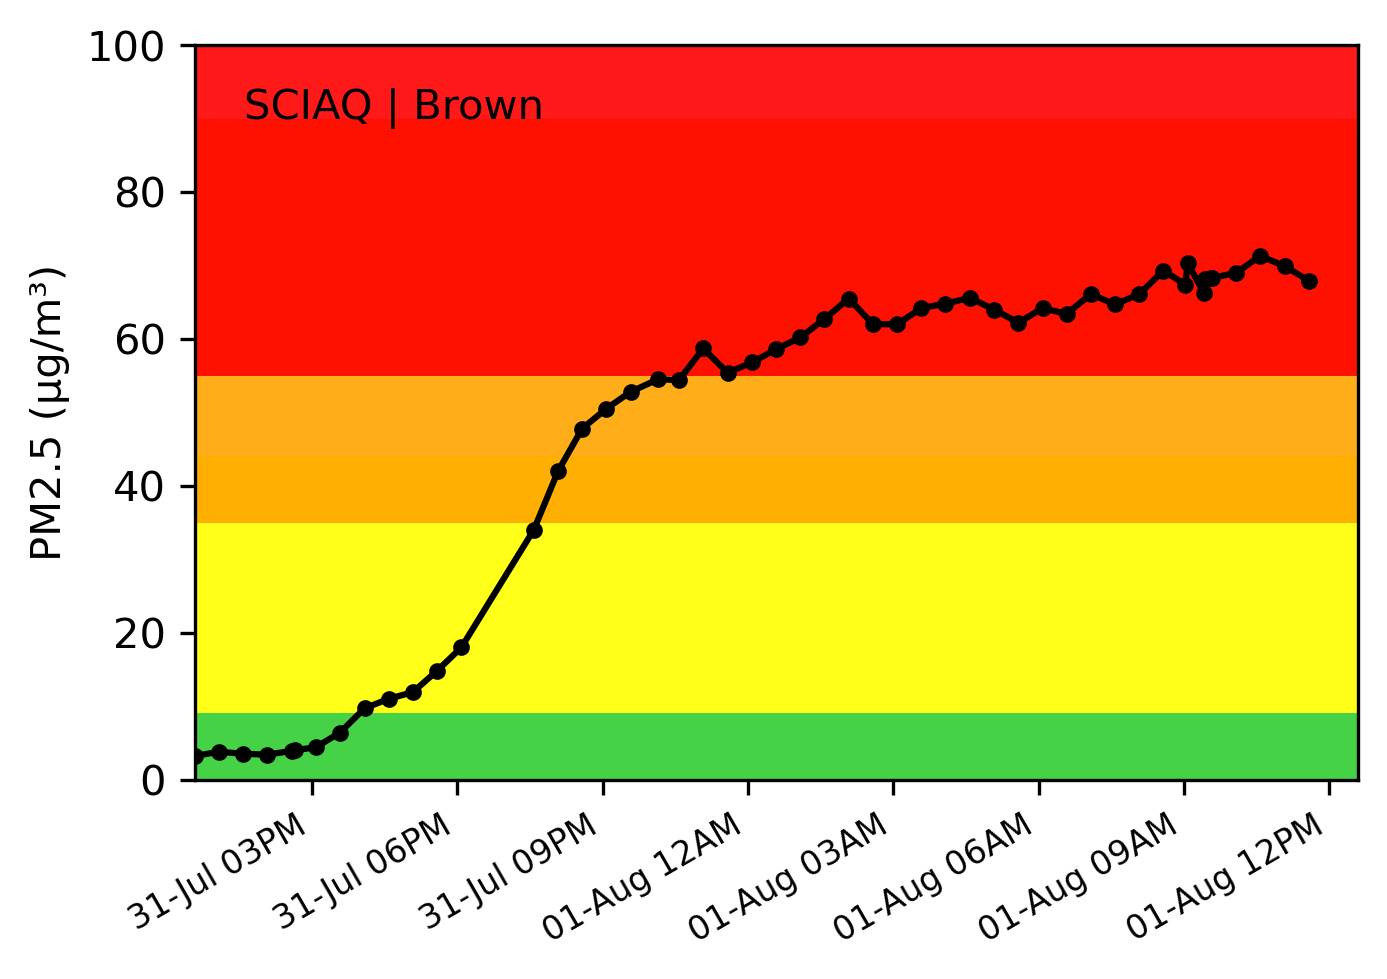 SCIAQ | Brown
PM2.5 (µg/m³)
100
80
60
40
20
0
31-Jul 03PM
31-Jul 06PM
31-Jul 09PM
01-Aug 12AM
01-Aug 03AM
01-Aug 06AM
01-Aug 09AM
01-Aug 12PM